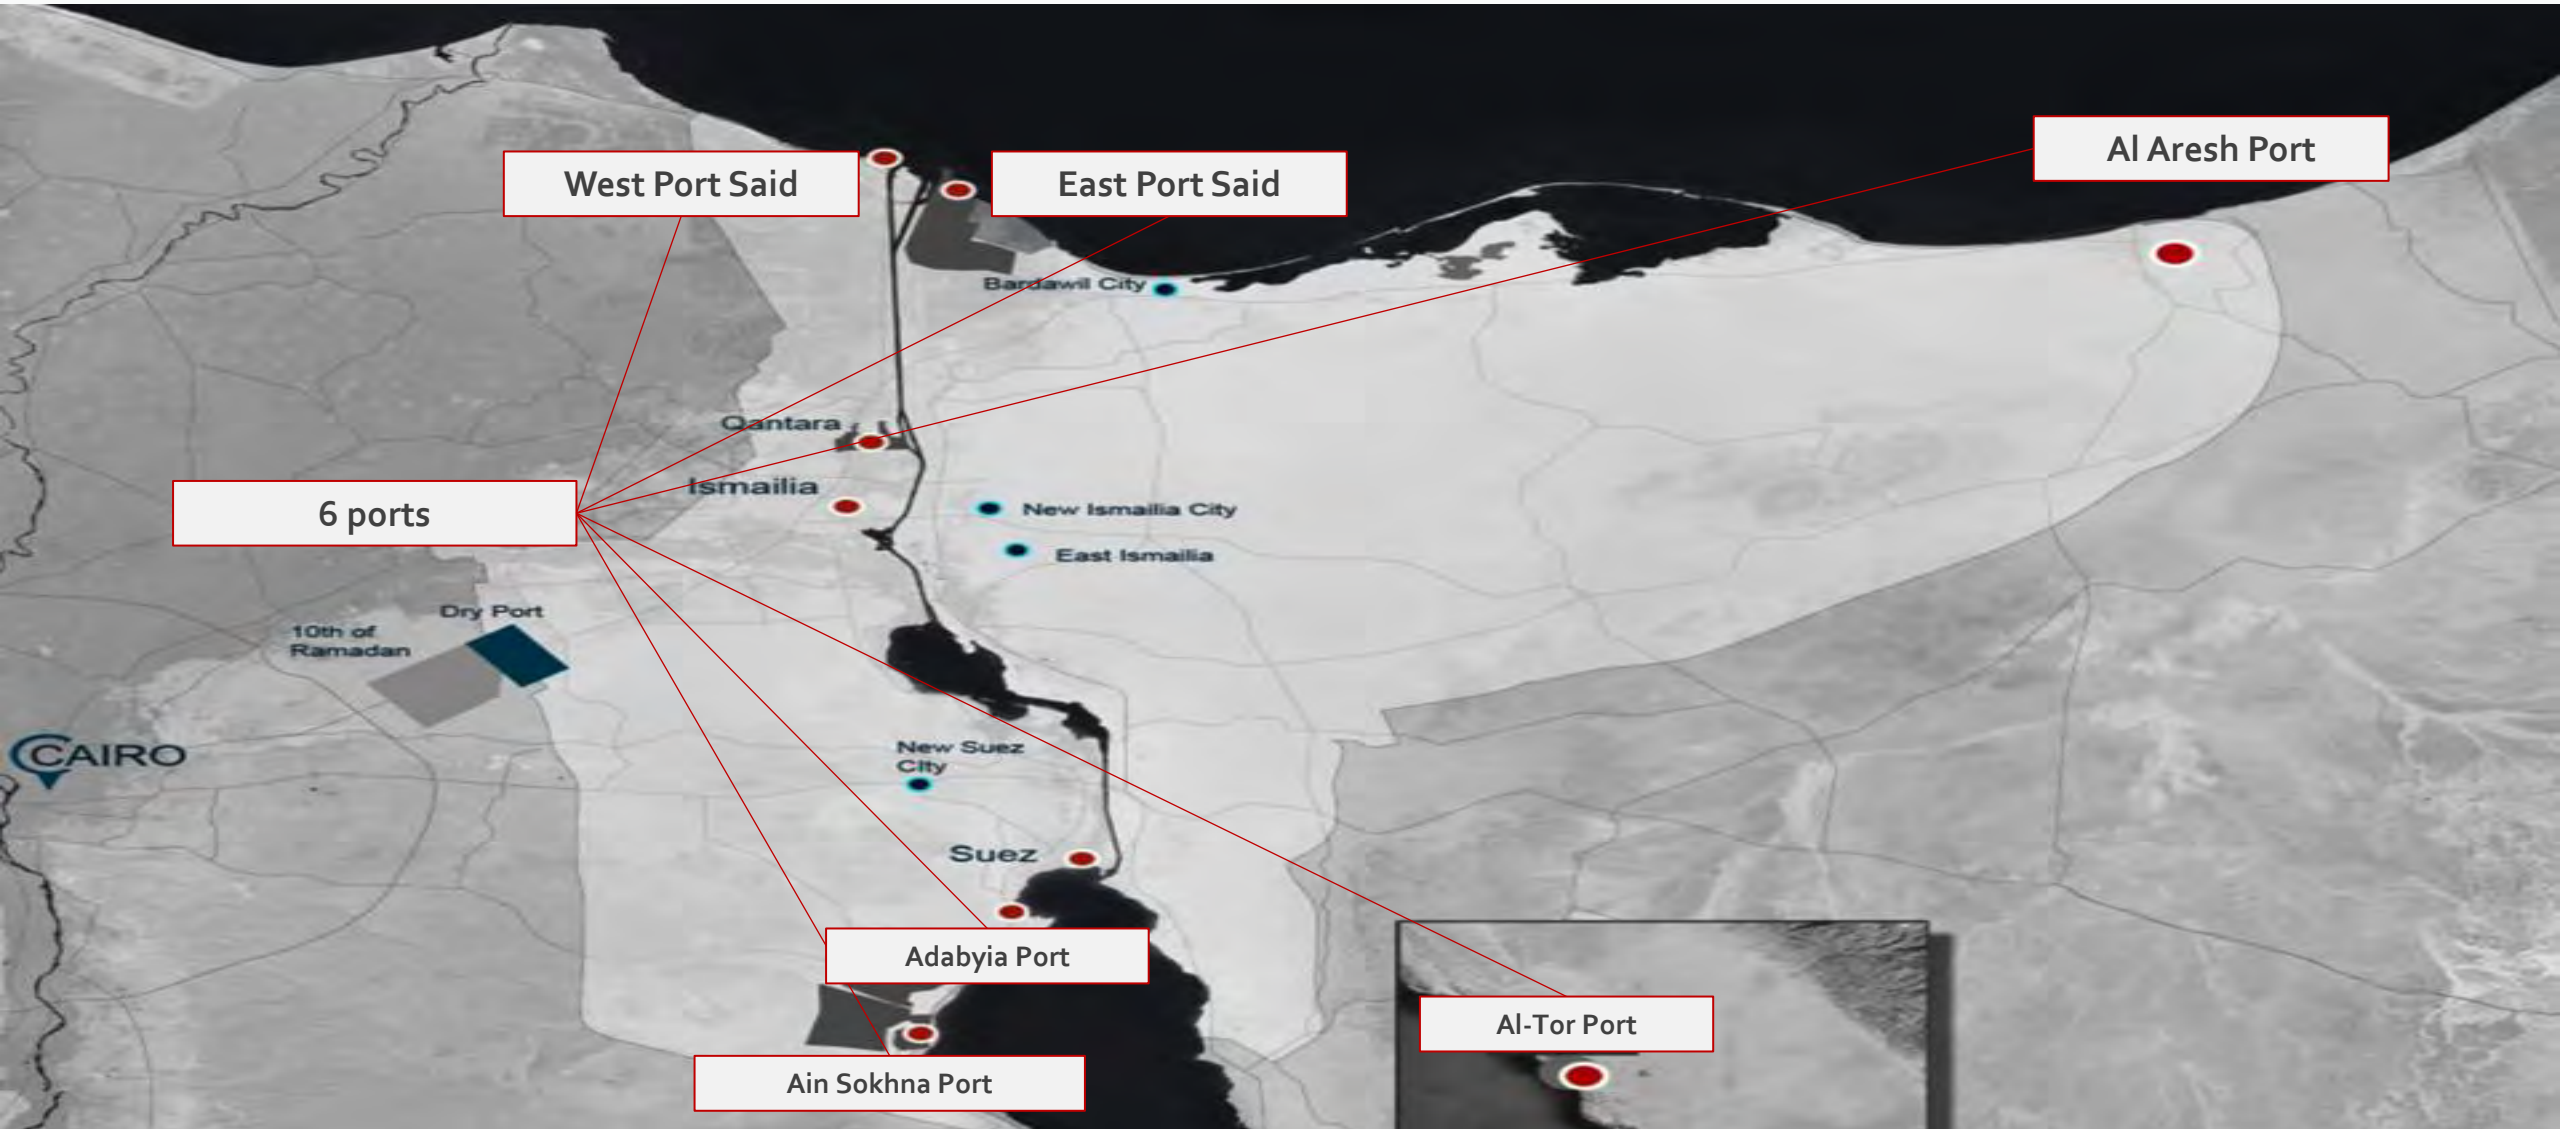 West Port Said
East Port Said
Al Aresh Port
Bardawil City
Qantara
Ismailia
6 ports
New Ismailia City
East Ismailia
Dry Port
10th of
Ramadan
CAIRO
New Suez
City
Suez
Adabyia Port
Al-Tor Port
Ain Sokhna Port